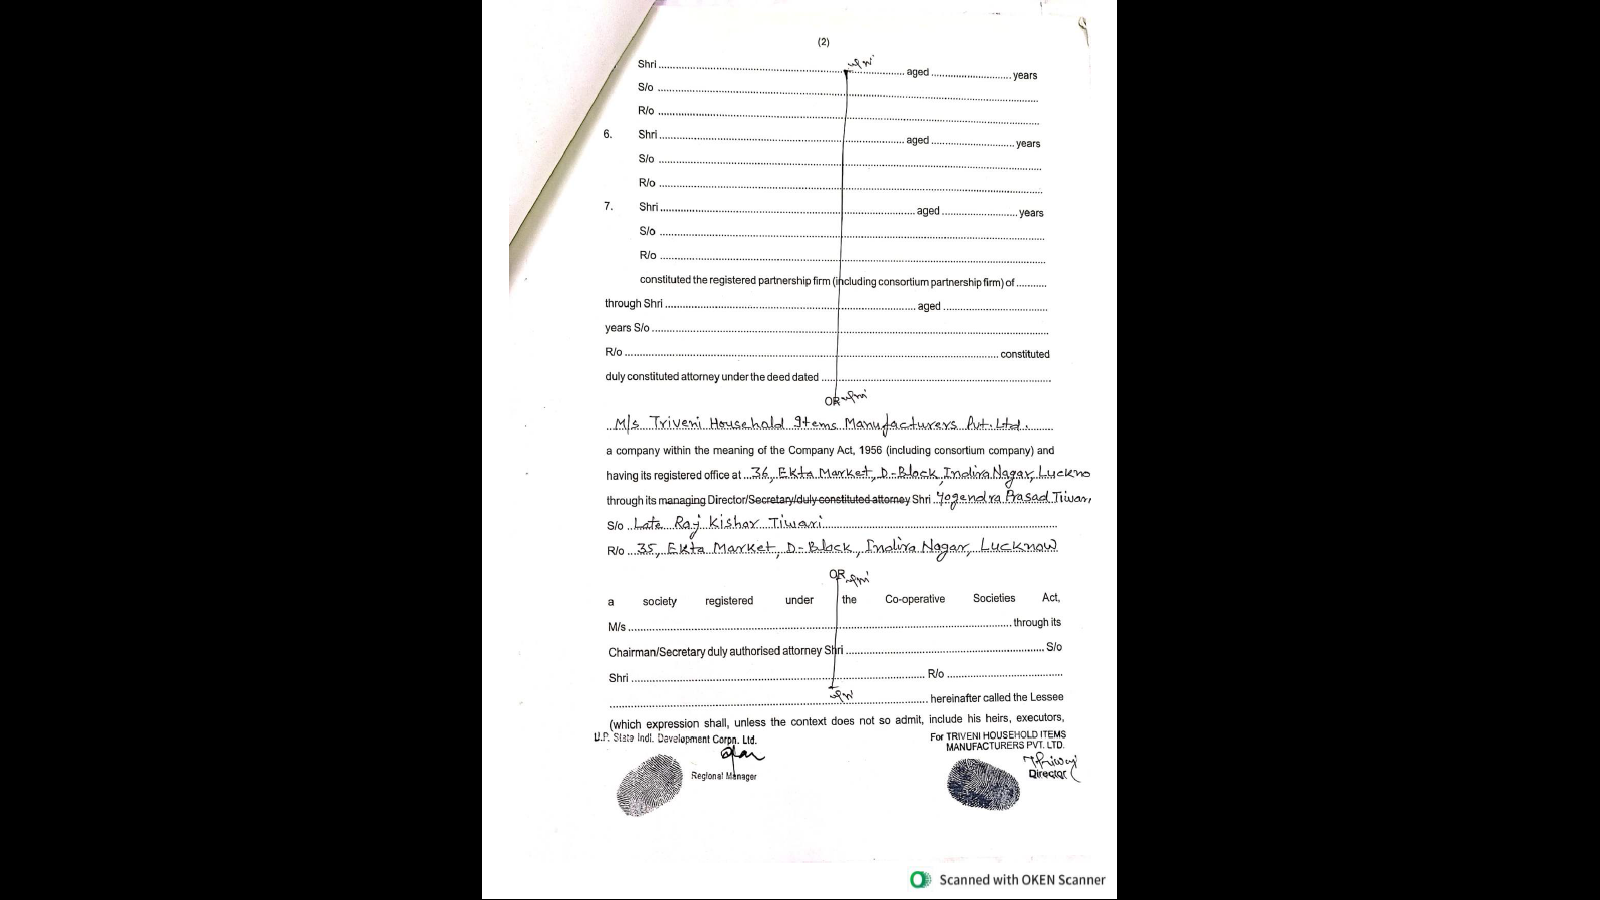 (2)
Shri .......... aged .......... years
S/o ..........
R/o ..........
6. Shri .......... aged .......... years
S/o ..........
R/o ..........
7. Shri .......... aged .......... years
S/o ..........
R/o ..........
constituted the registered partnership firm (including consortium partnership firm) of ..........
through Shri .......... aged ..........
years S/o ..........
R/o .......... constituted
duly constituted attorney under the deed dated ..........
OR
M/s Triveni Household Items Manufacturers Pvt. Ltd.
a company within the meaning of the Company Act, 1956 (including consortium company) and
having its registered office at ...36, Ekta Market, D-Block, Indira Nagar, Luckno
through its managing Director/Secretary/duly constituted attorney Shri .Yogendra Prasad Tiwari
S/o ..Late Raj Kishor Tiwari..........
R/o ...35, Ekta Market, D-Block, Indira Nagar, Lucknow
OR
a society registered under the Co-operative Societies Act,
M/s .......... through its
Chairman/Secretary duly authorised attorney Shri .......... S/o
Shri .......... R/o ..........
.......... hereinafter called the Lessee
(which expression shall, unless the context does not so admit, include his heirs, executors,
U.P. State Indl. Development Corpn. Ltd.
Regional Manager
For TRIVENI HOUSEHOLD ITEMS
MANUFACTURERS PVT. LTD.
Director
Scanned with OKEN Scanner